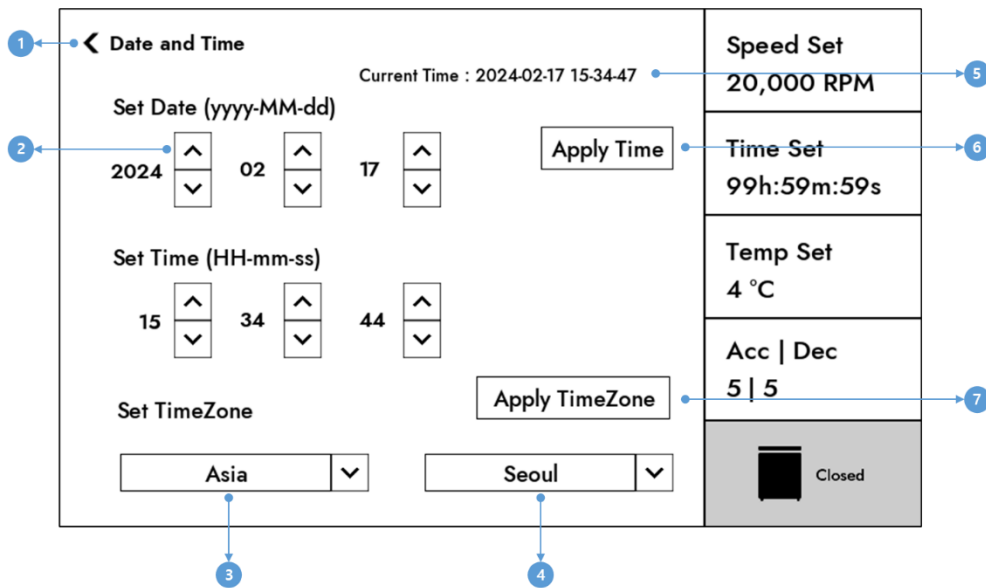 1
Date and Time
Current Time : 2024-02-17 15-34-47
5
Set Date (yyyy-MM-dd)
2
2024 02 17
Apply Time
6
Set Time (HH-mm-ss)
15 34 44
Set TimeZone
Apply TimeZone
7
Asia
Seoul
3
4
Speed Set
20,000 RPM
Time Set
99h:59m:59s
Temp Set
4 °C
Acc | Dec
5 | 5
Closed